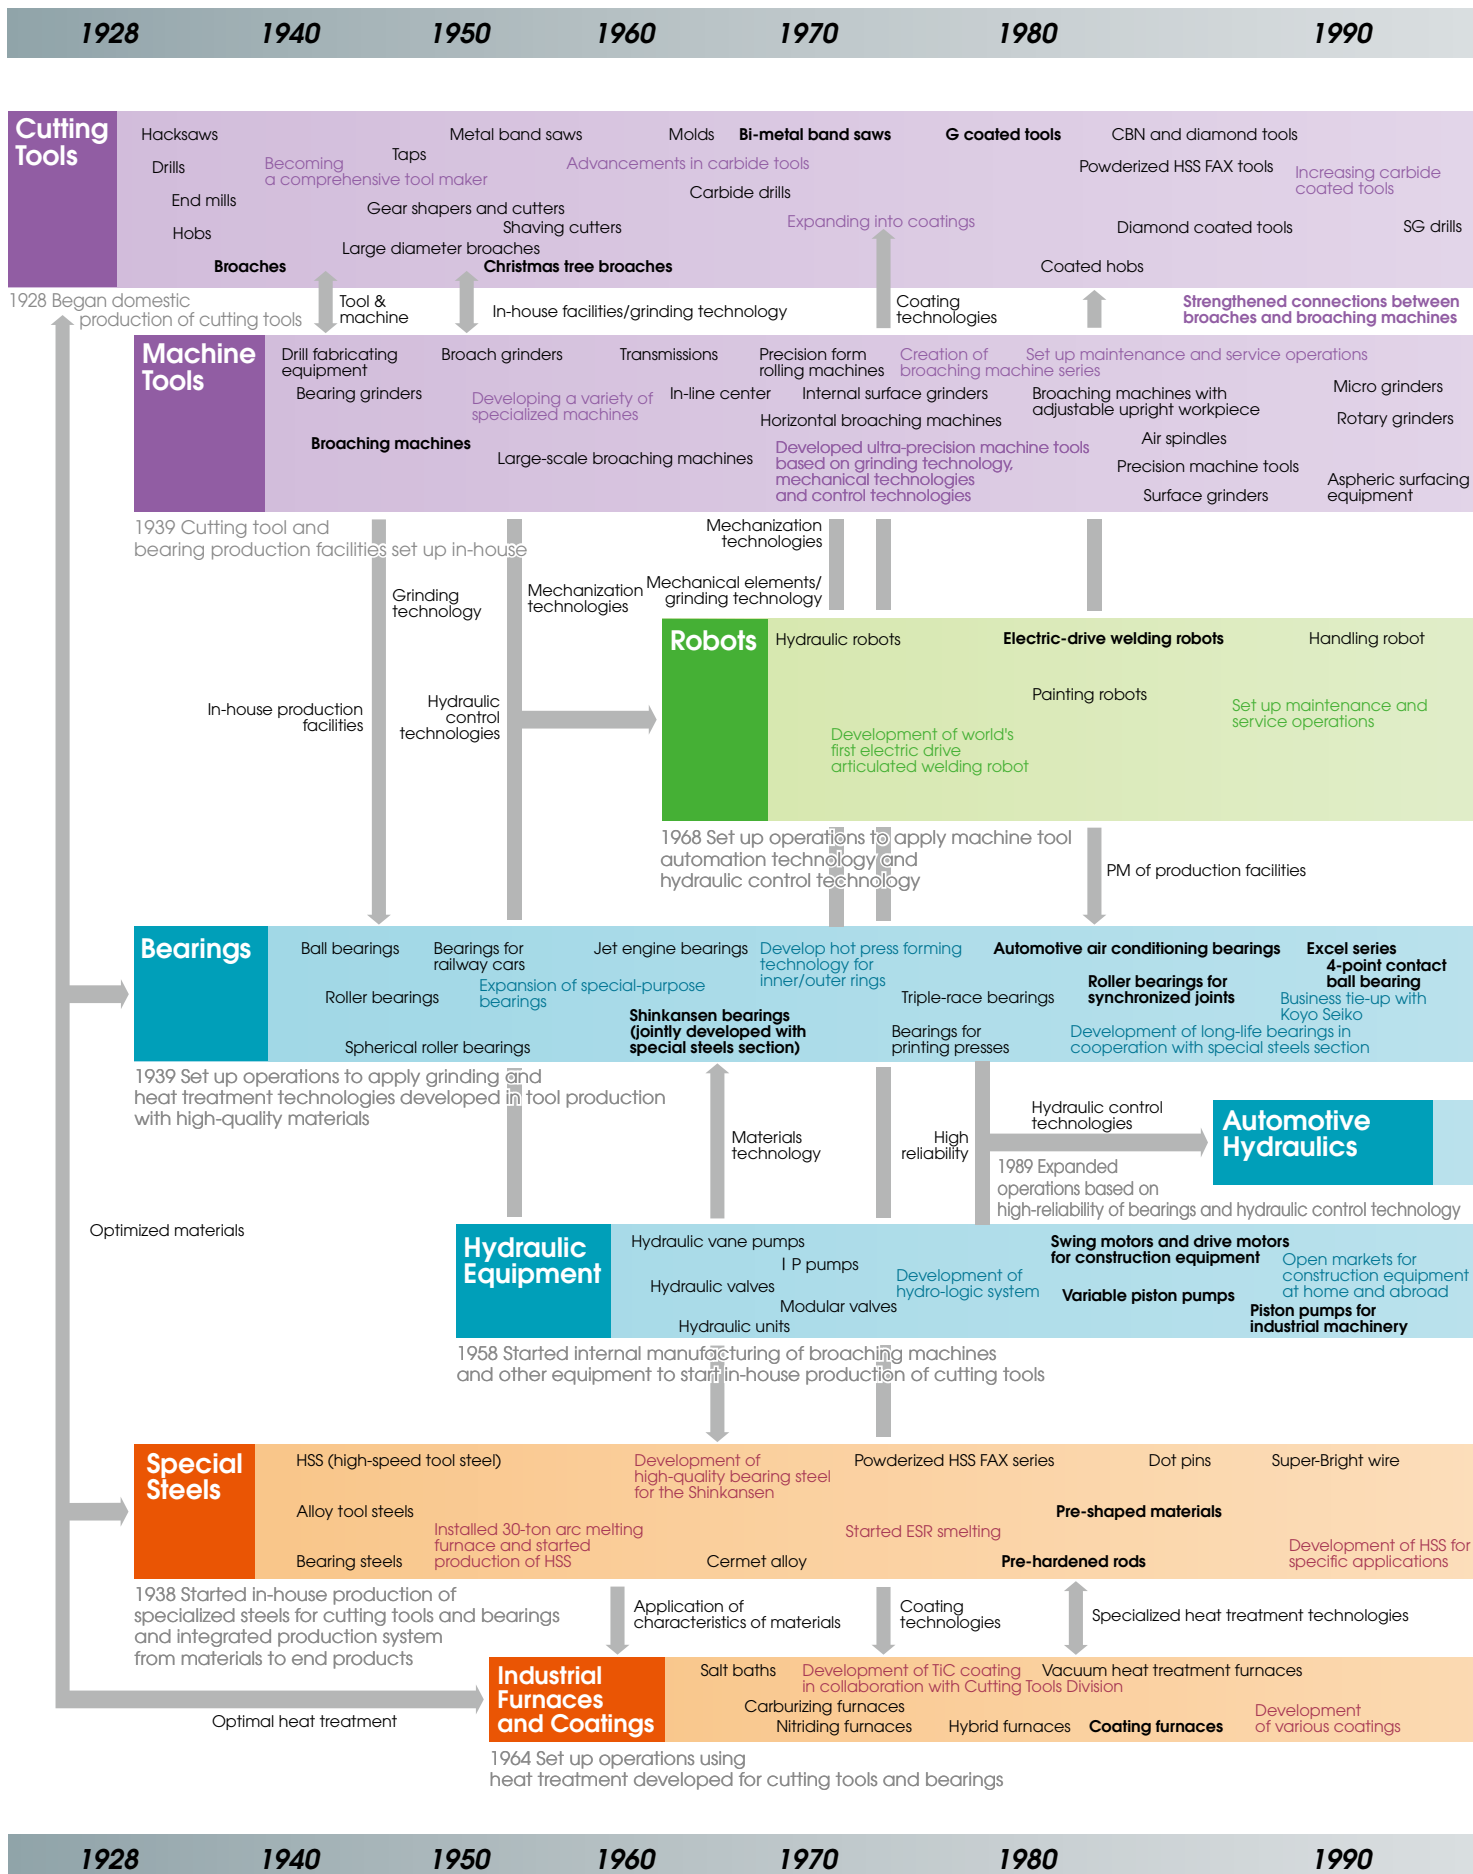 1928 1940 1950 1960 1970 1980 1990
Cutting
Tools
Hacksaws
Drills
End mills
Hobs
Broaches
Becoming
a comprehensive tool maker
Taps
Metal band saws
Gear shapers and cutters
Shaving cutters
Large diameter broaches
Christmas tree broaches
Molds
Advancements in carbide tools
Carbide drills
Bi-metal band saws
Expanding into coatings
G coated tools
CBN and diamond tools
Powderized HSS FAX tools
Increasing carbide
coated tools
Diamond coated tools
SG drills
Coated hobs
1928 Began domestic
production of cutting tools
Tool &
machine
In-house facilities/grinding technology
Coating
technologies
Strengthened connections between
broaches and broaching machines
Machine
Tools
Drill fabricating
equipment
Bearing grinders
Broaching machines
Broach grinders
Developing a variety of
specialized machines
Large-scale broaching machines
Transmissions
In-line center
Precision form
rolling machines
Internal surface grinders
Horizontal broaching machines
Developed ultra-precision machine tools
based on grinding technology,
mechanical technologies
and control technologies
Creation of
broaching machine series
Set up maintenance and service operations
Broaching machines with
adjustable upright workpiece
Air spindles
Precision machine tools
Surface grinders
Micro grinders
Rotary grinders
Aspheric surfacing
equipment
1939 Cutting tool and
bearing production facilities set up in-house
Grinding
technology
Mechanization
technologies
Mechanization
technologies
Mechanical elements/
grinding technology
In-house production
facilities
Hydraulic
control
technologies
Robots
Hydraulic robots
Electric-drive welding robots
Handling robot
Painting robots
Development of world's
first electric drive
articulated welding robot
Set up maintenance and
service operations
1968 Set up operations to apply machine tool
automation technology and
hydraulic control technology
PM of production facilities
Bearings
Ball bearings
Roller bearings
Spherical roller bearings
Bearings for
railway cars
Expansion of special-purpose
bearings
Jet engine bearings
Shinkansen bearings
(jointly developed with
special steels section)
Develop hot press forming
technology for
inner/outer rings
Triple-race bearings
Bearings for
printing presses
Automotive air conditioning bearings
Roller bearings for
synchronized joints
Development of long-life bearings in
cooperation with special steels section
Excel series
4-point contact
ball bearing
Business tie-up with
Koyo Seiko
1939 Set up operations to apply grinding and
heat treatment technologies developed in tool production
with high-quality materials
Materials
technology
High
reliability
Hydraulic control
technologies
Automotive
Hydraulics
1989 Expanded
operations based on
high-reliability of bearings and hydraulic control technology
Optimized materials
Hydraulic
Equipment
Hydraulic vane pumps
I P pumps
Hydraulic valves
Modular valves
Hydraulic units
Development of
hydro-logic system
Swing motors and drive motors
for construction equipment
Variable piston pumps
Open markets for
construction equipment
at home and abroad
Piston pumps for
industrial machinery
1958 Started internal manufacturing of broaching machines
and other equipment to start in-house production of cutting tools
Special
Steels
HSS (high-speed tool steel)
Alloy tool steels
Bearing steels
Installed 30-ton arc melting
furnace and started
production of HSS
Development of
high-quality bearing steel
for the Shinkansen
Cermet alloy
Powderized HSS FAX series
Started ESR smelting
Dot pins
Pre-shaped materials
Pre-hardened rods
Super-Bright wire
Development of HSS for
specific applications
1938 Started in-house production of
specialized steels for cutting tools and bearings
and integrated production system
from materials to end products
Application of
characteristics of materials
Coating
technologies
Specialized heat treatment technologies
Optimal heat treatment
Industrial
Furnaces
and Coatings
Salt baths
Carburizing furnaces
Nitriding furnaces
Development of TiC coating
in collaboration with Cutting Tools Division
Hybrid furnaces
Vacuum heat treatment furnaces
Coating furnaces
Development
of various coatings
1964 Set up operations using
heat treatment developed for cutting tools and bearings
1928 1940 1950 1960 1970 1980 1990